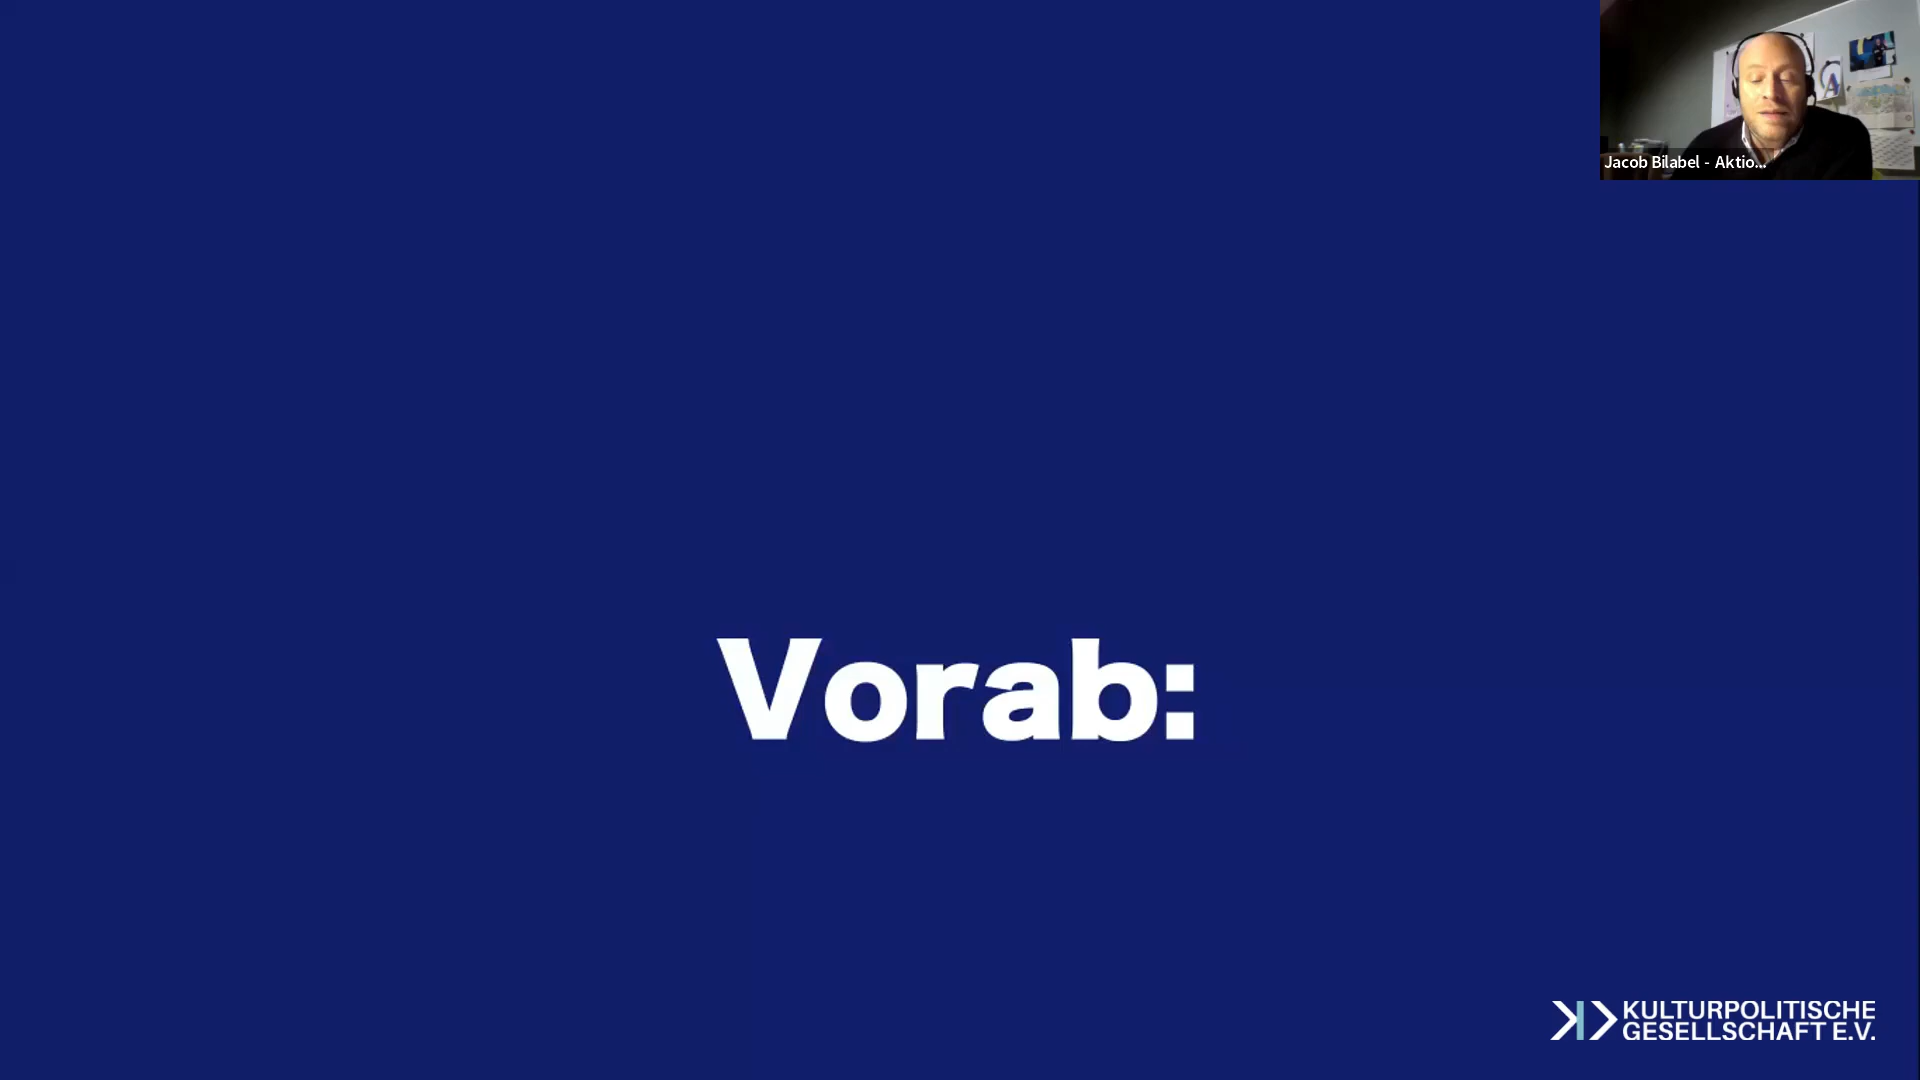 Jacob Bilabel - Aktio...
Vorab:
KULTURPOLITISCHE
GESELLSCHAFT E.V.